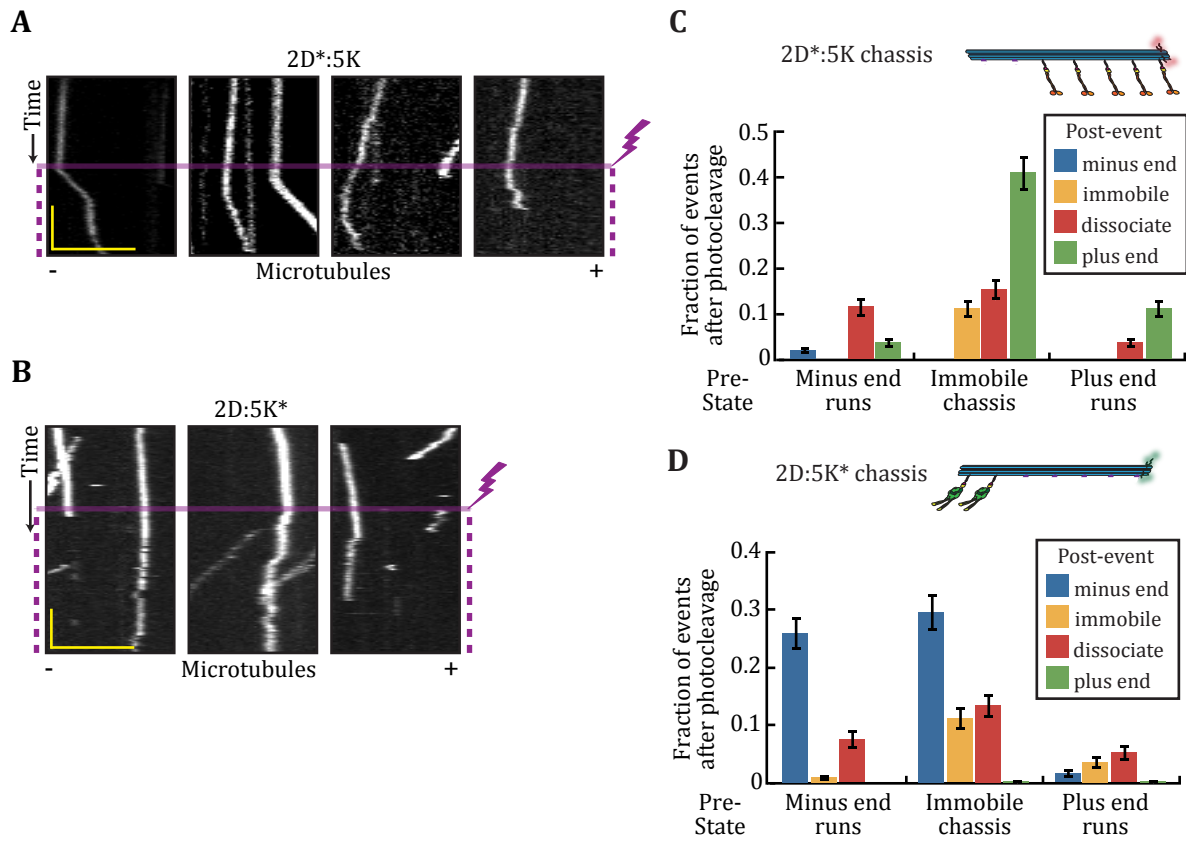 A
2D*:5K
Time
-
Microtubules
+
B
2D:5K*
Time
-
Microtubules
+
C
2D*:5K chassis
Fraction of events
after photocleavage
0.5
0.4
0.3
0.2
0.1
0
Post-event
minus end
immobile
dissociate
plus end
Pre-
State
Minus end
runs
Immobile
chassis
Plus end
runs
D
2D:5K* chassis
Fraction of events
after photocleavage
0.4
0.3
0.2
0.1
0
Post-event
minus end
immobile
dissociate
plus end
Pre-
State
Minus end
runs
Immobile
chassis
Plus end
runs